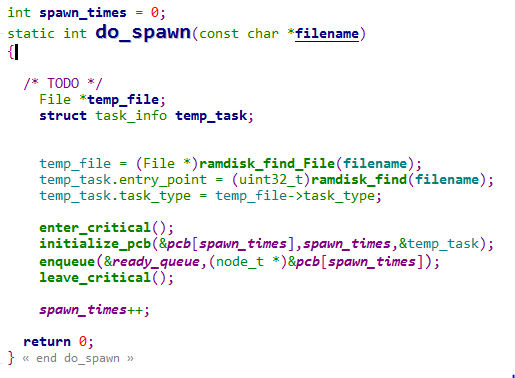 int spawn_times = 0;
static int do_spawn(const char *filename)
{
/* TODO */
File *temp_file;
struct task_info temp_task;
temp_file = (File *)ramdisk_find_File(filename);
temp_task.entry_point = (uint32_t)ramdisk_find(filename);
temp_task.task_type = temp_file->task_type;
enter_critical();
initialize_pcb(&pcb[spawn_times],spawn_times,&temp_task);
enqueue(&ready_queue,(node_t *)&pcb[spawn_times]);
leave_critical();
spawn_times++;
return 0;
} « end do_spawn »